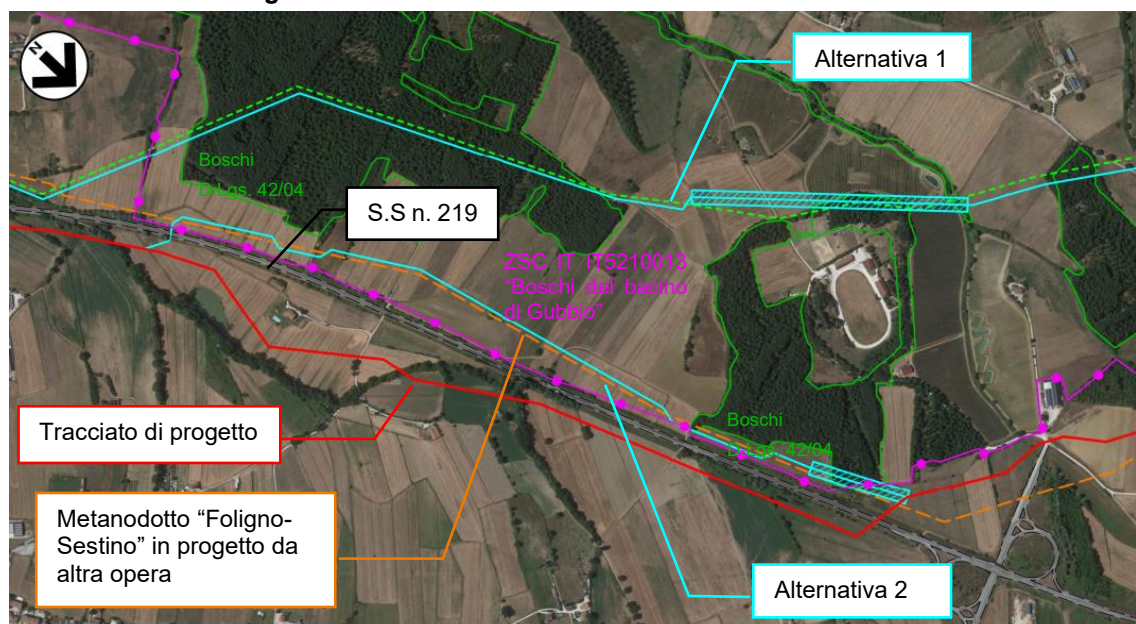 N
Alternativa 1
Boschi
D.Lgs. 42/04
S.S n. 219
ZSC IT IT5210013
"Boschi del bacino
di Gubbio"
Tracciato di progetto
Boschi
D.Lgs. 42/04
Metanodotto “Foligno-
Sestino” in progetto da
altra opera
Alternativa 2